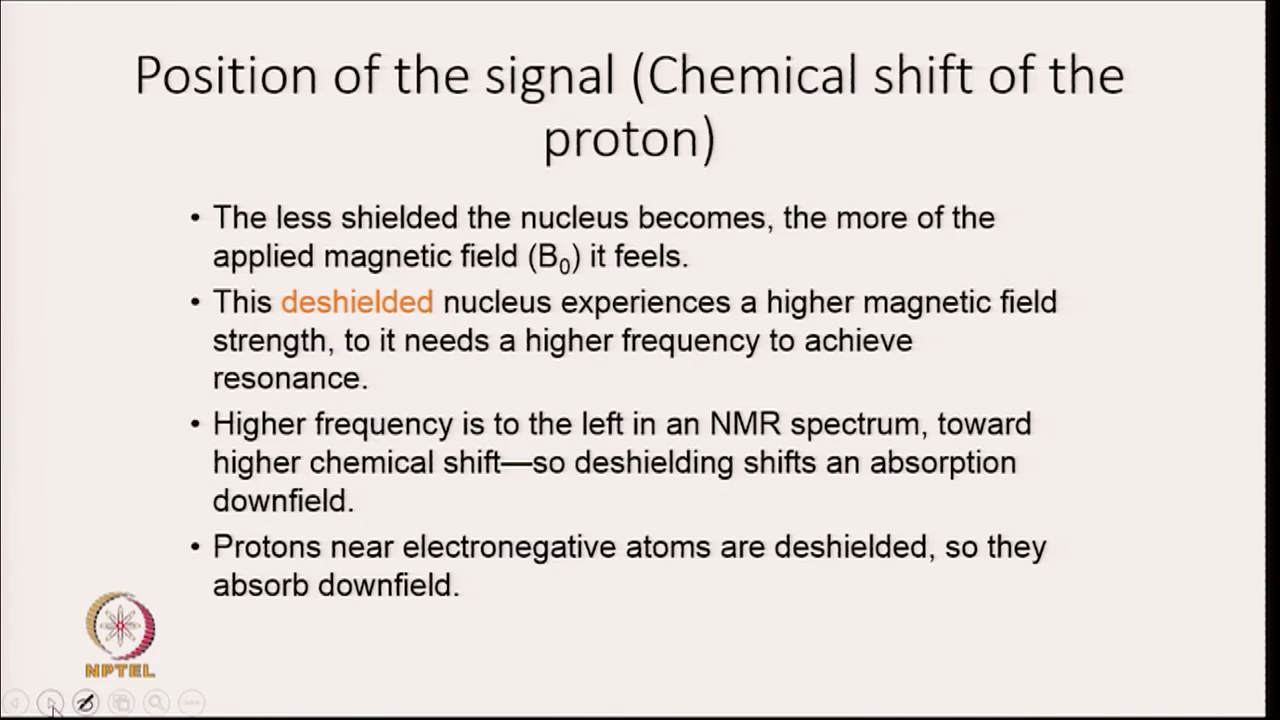 Position of the signal (Chemical shift of the
proton)
• The less shielded the nucleus becomes, the more of the
applied magnetic field (B₀) it feels.
• This deshielded nucleus experiences a higher magnetic field
strength, to it needs a higher frequency to achieve
resonance.
• Higher frequency is to the left in an NMR spectrum, toward
higher chemical shift—so deshielding shifts an absorption
downfield.
• Protons near electronegative atoms are deshielded, so they
absorb downfield.
NPTEL